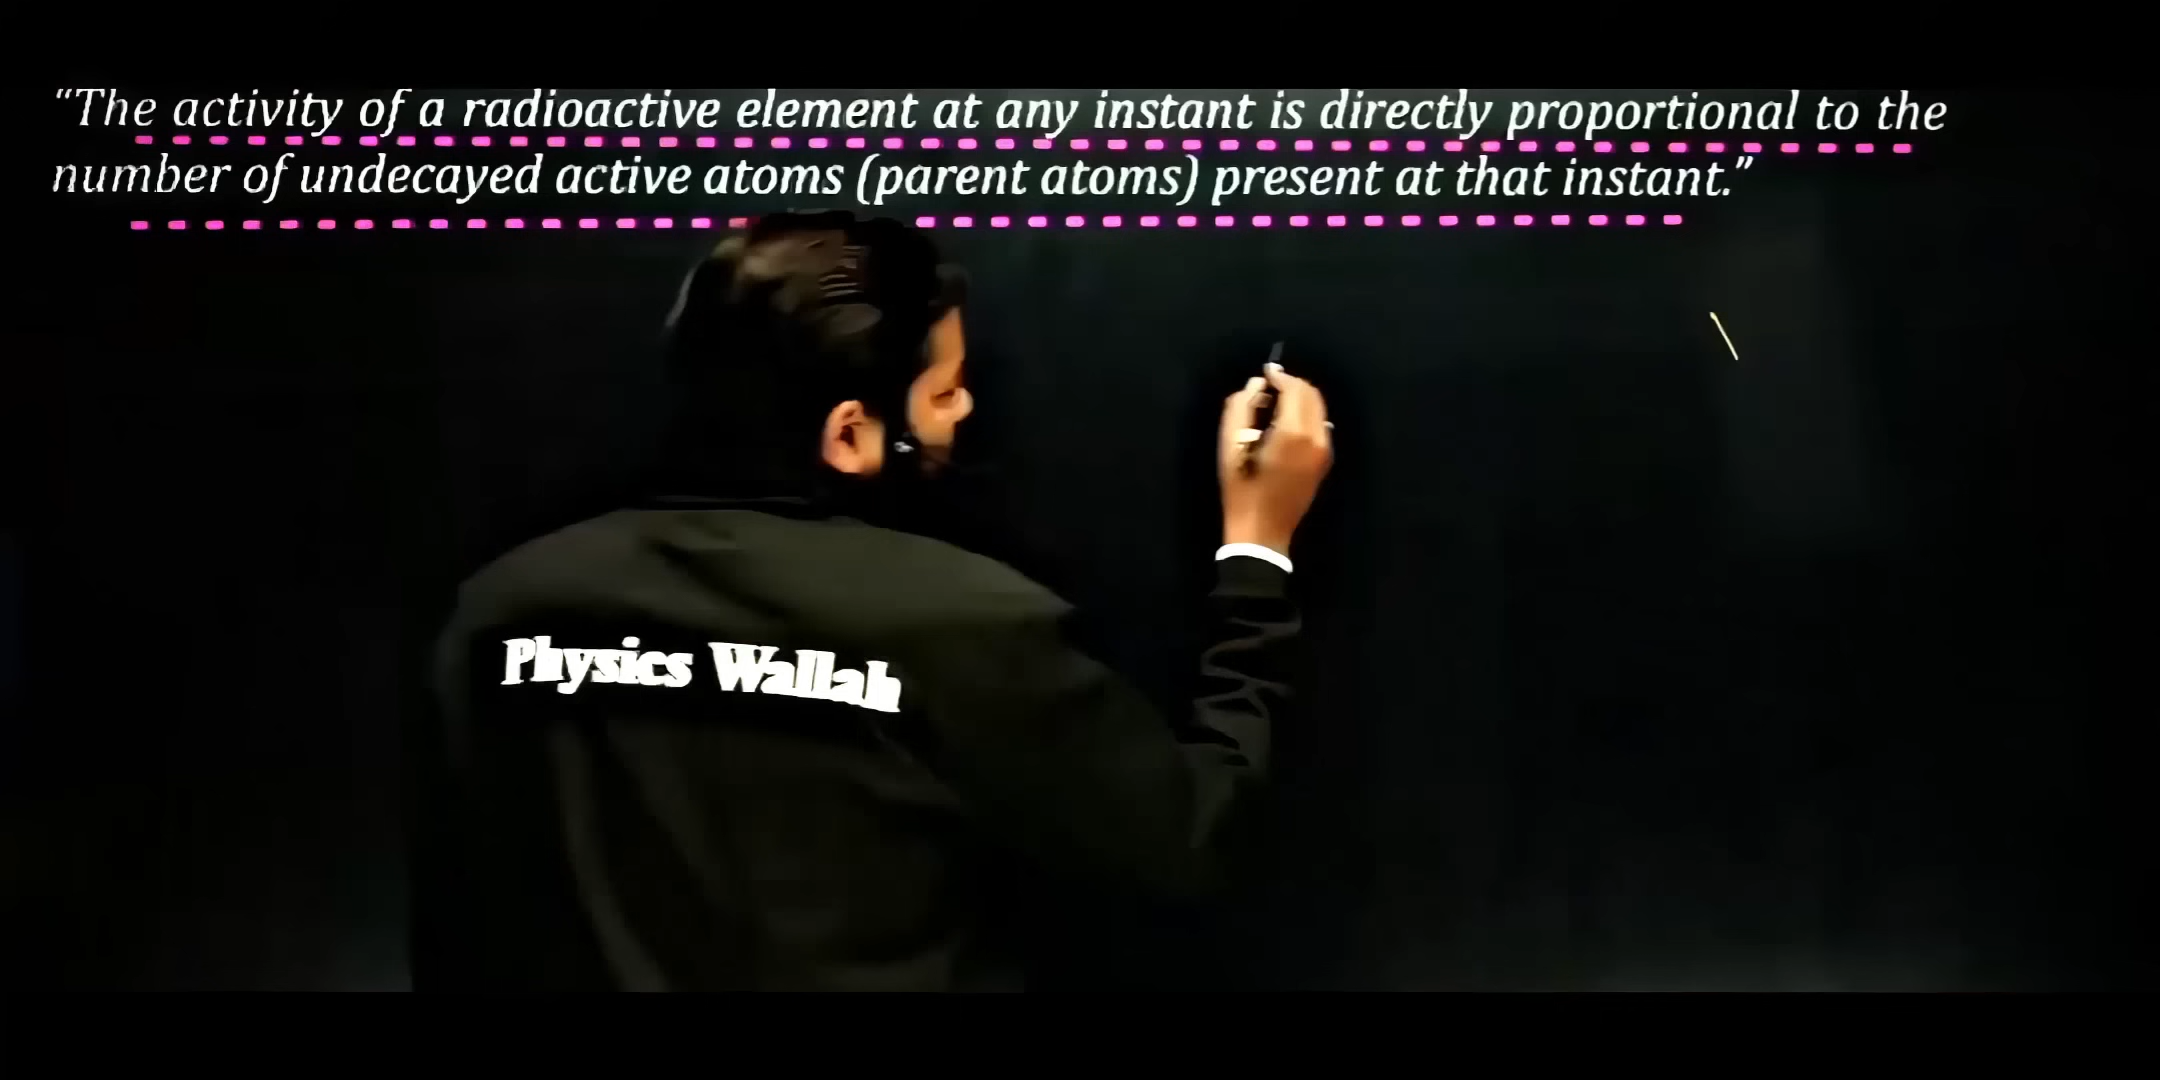 “The activity of a radioactive element at any instant is directly proportional to the
number of undecayed active atoms (parent atoms) present at that instant.”
Physics Wallah